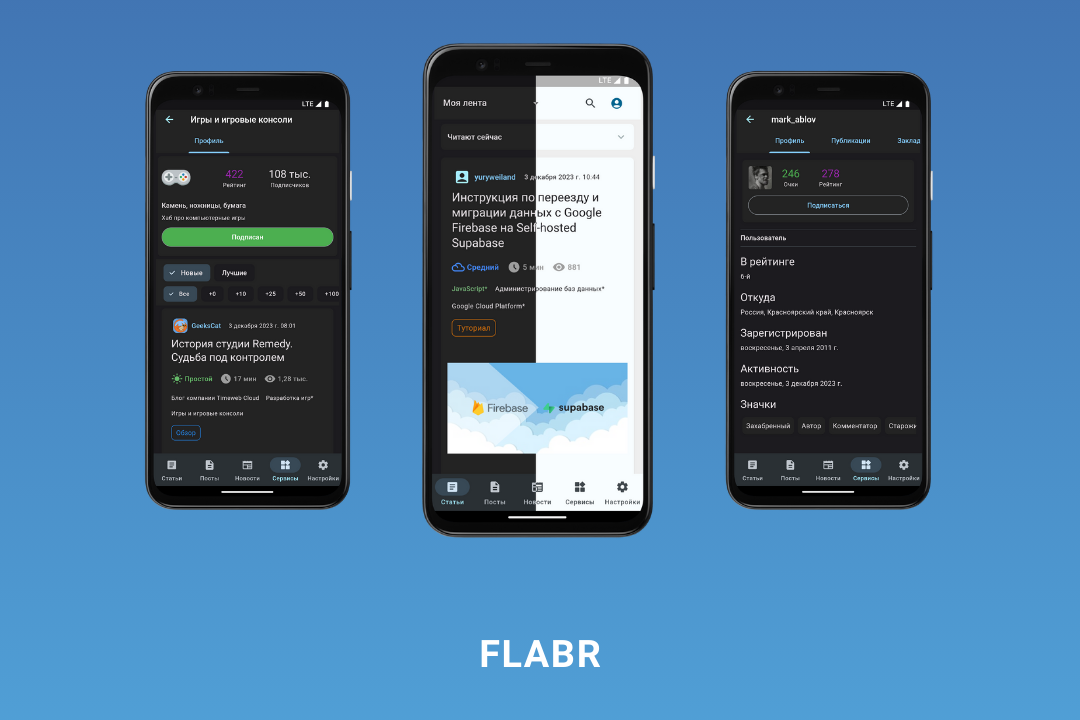 LTE
Игры и игровые консоли
Профиль
422
Рейтинг
108 тыс.
Подписчиков
Камень, ножницы, бумага
Хаб про компьютерные игры
Подписан
Новые
Лучшие
Все
+0
+10
+25
+50
+100
GeeksCat
3 декабря 2023 г. 08:01
История студии Remedy.
Судьба под контролем
Простой
17 мин
1,28 тыс.
Блог компании Timeweb Cloud
Разработка игр*
Игры и игровые консоли
Обзор
Статьи
Посты
Новости
Сервисы
Настройки
LTE
Моя лента
Читают сейчас
yuryweiland
3 декабря 2023 г. 10:44
Инструкция по переезду и
миграции данных с Google
Firebase на Self-hosted
Supabase
Средний
5 мин
881
JavaScript*
Администрирование баз данных*
Google Cloud Platform*
Туториал
Firebase
supabase
Статьи
Посты
Новости
Сервисы
Настройки
LTE
mark_ablov
Профиль
Публикации
Заклад
246
Очки
278
Рейтинг
Подписаться
Пользователь
В рейтинге
6-й
Откуда
Россия, Красноярский край, Красноярск
Зарегистрирован
воскресенье, 3 апреля 2011 г.
Активность
воскресенье, 3 декабря 2023 г.
Значки
Захабренный
Автор
Комментатор
Старожи
Статьи
Посты
Новости
Сервисы
Настройки
FLABR